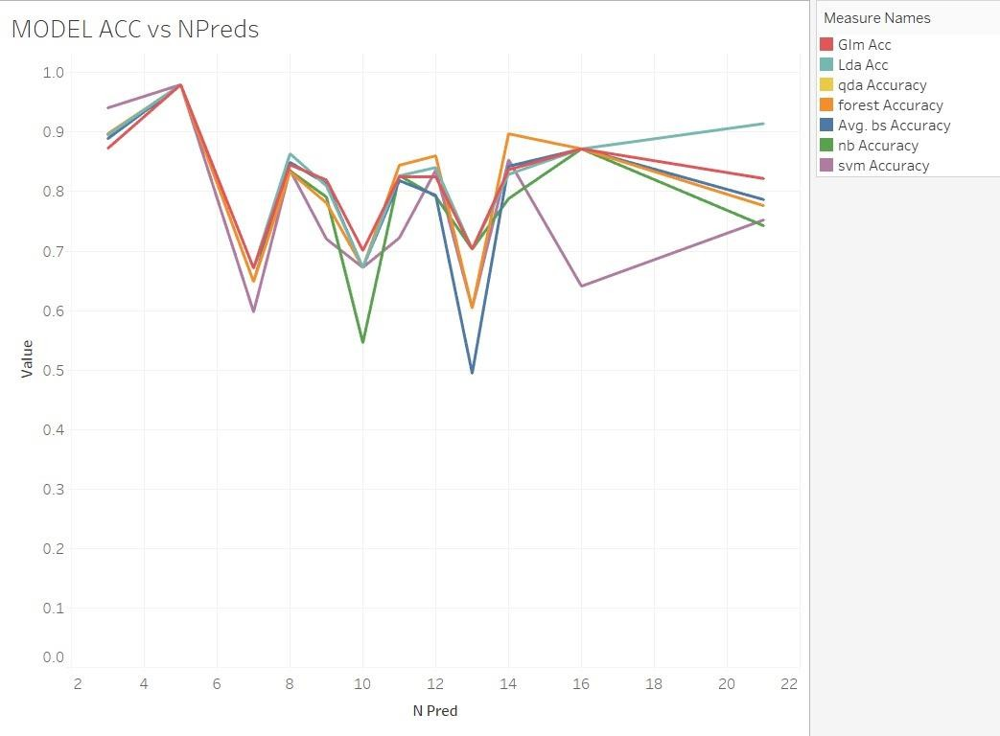 MODEL ACC vs NPreds
Measure Names
Glm Acc
Lda Acc
qda Accuracy
forest Accuracy
Avg. bs Accuracy
nb Accuracy
svm Accuracy
1.0
0.9
0.8
0.7
0.6
0.5
0.4
0.3
0.2
0.1
0.0
Value
2 4 6 8 10 12 14 16 18 20 22
N Pred